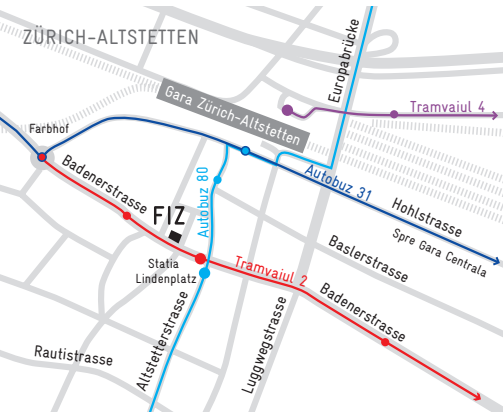 ZÜRICH-ALTSTETTEN
Europabrücke
Gara Zürich-Altstetten
Tramvaiul 4
Farbhof
Badenerstrasse
Autobuz 80
Autobuz 31
Hohlstrasse
Spre Gara Centrala
FIZ
Baslerstrasse
Statia
Lindenplatz
Tramvaiul 2
Badenerstrasse
Altstetterstrasse
Luggwegstrasse
Rautistrasse